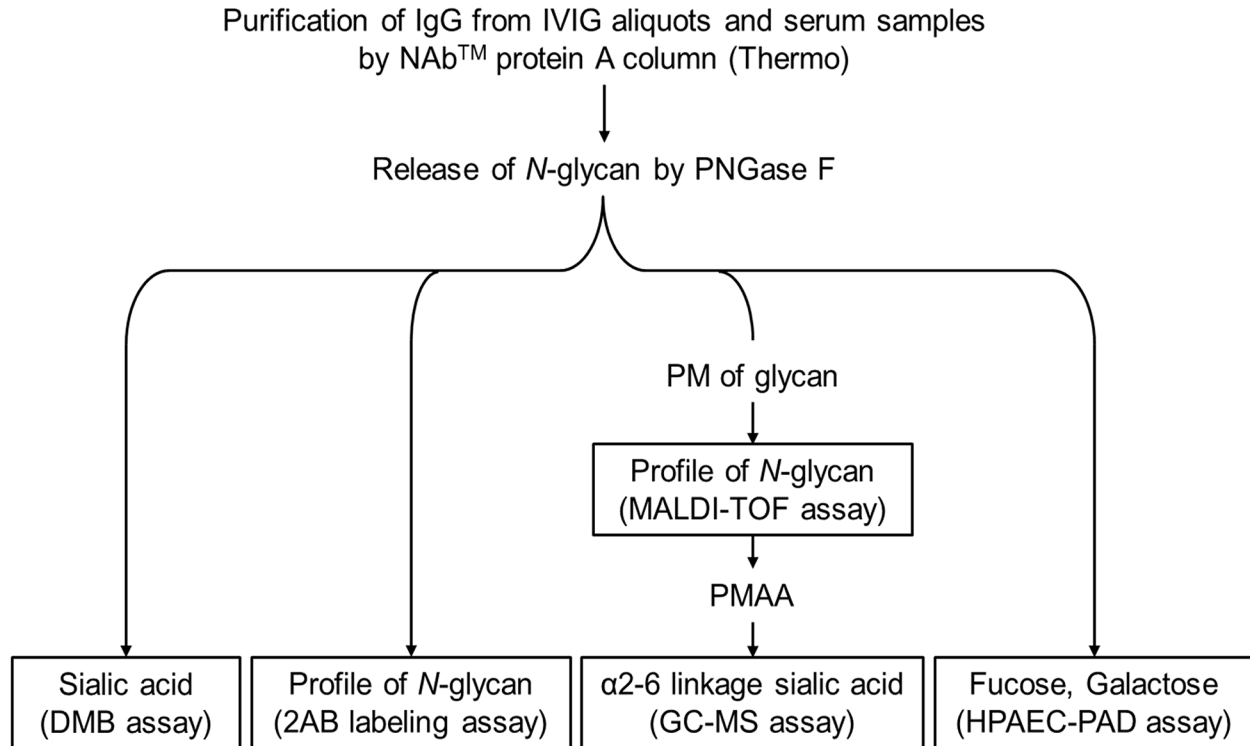 Purification of IgG from IVIG aliquots and serum samples
by NAb™ protein A column (Thermo)
Release of N-glycan by PNGase F
PM of glycan
Profile of N-glycan
(MALDI-TOF assay)
PMAA
Sialic acid
(DMB assay)
Profile of N-glycan
(2AB labeling assay)
α2-6 linkage sialic acid
(GC-MS assay)
Fucose, Galactose
(HPAEC-PAD assay)